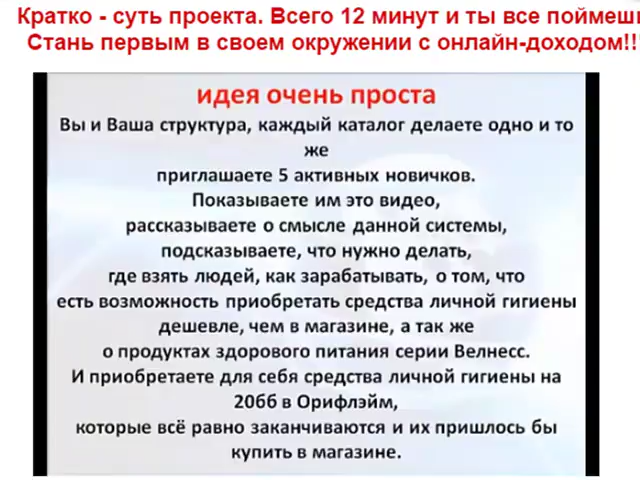 Кратко - суть проекта. Всего 12 минут и ты все поймешь
Стань первым в своем окружении с онлайн-доходом!!!
идея очень проста
Вы и Ваша структура, каждый каталог делаете одно и то
же
приглашаете 5 активных новичков.
Показываете им это видео,
рассказываете о смысле данной системы,
подсказываете, что нужно делать,
где взять людей, как зарабатывать, о том, что
есть возможность приобретать средства личной гигиены
дешевле, чем в магазине, а так же
о продуктах здорового питания серии Велнесс.
И приобретаете для себя средства личной гигиены на
20бб в Орифлэйм,
которые всё равно заканчиваются и их пришлось бы
купить в магазине.